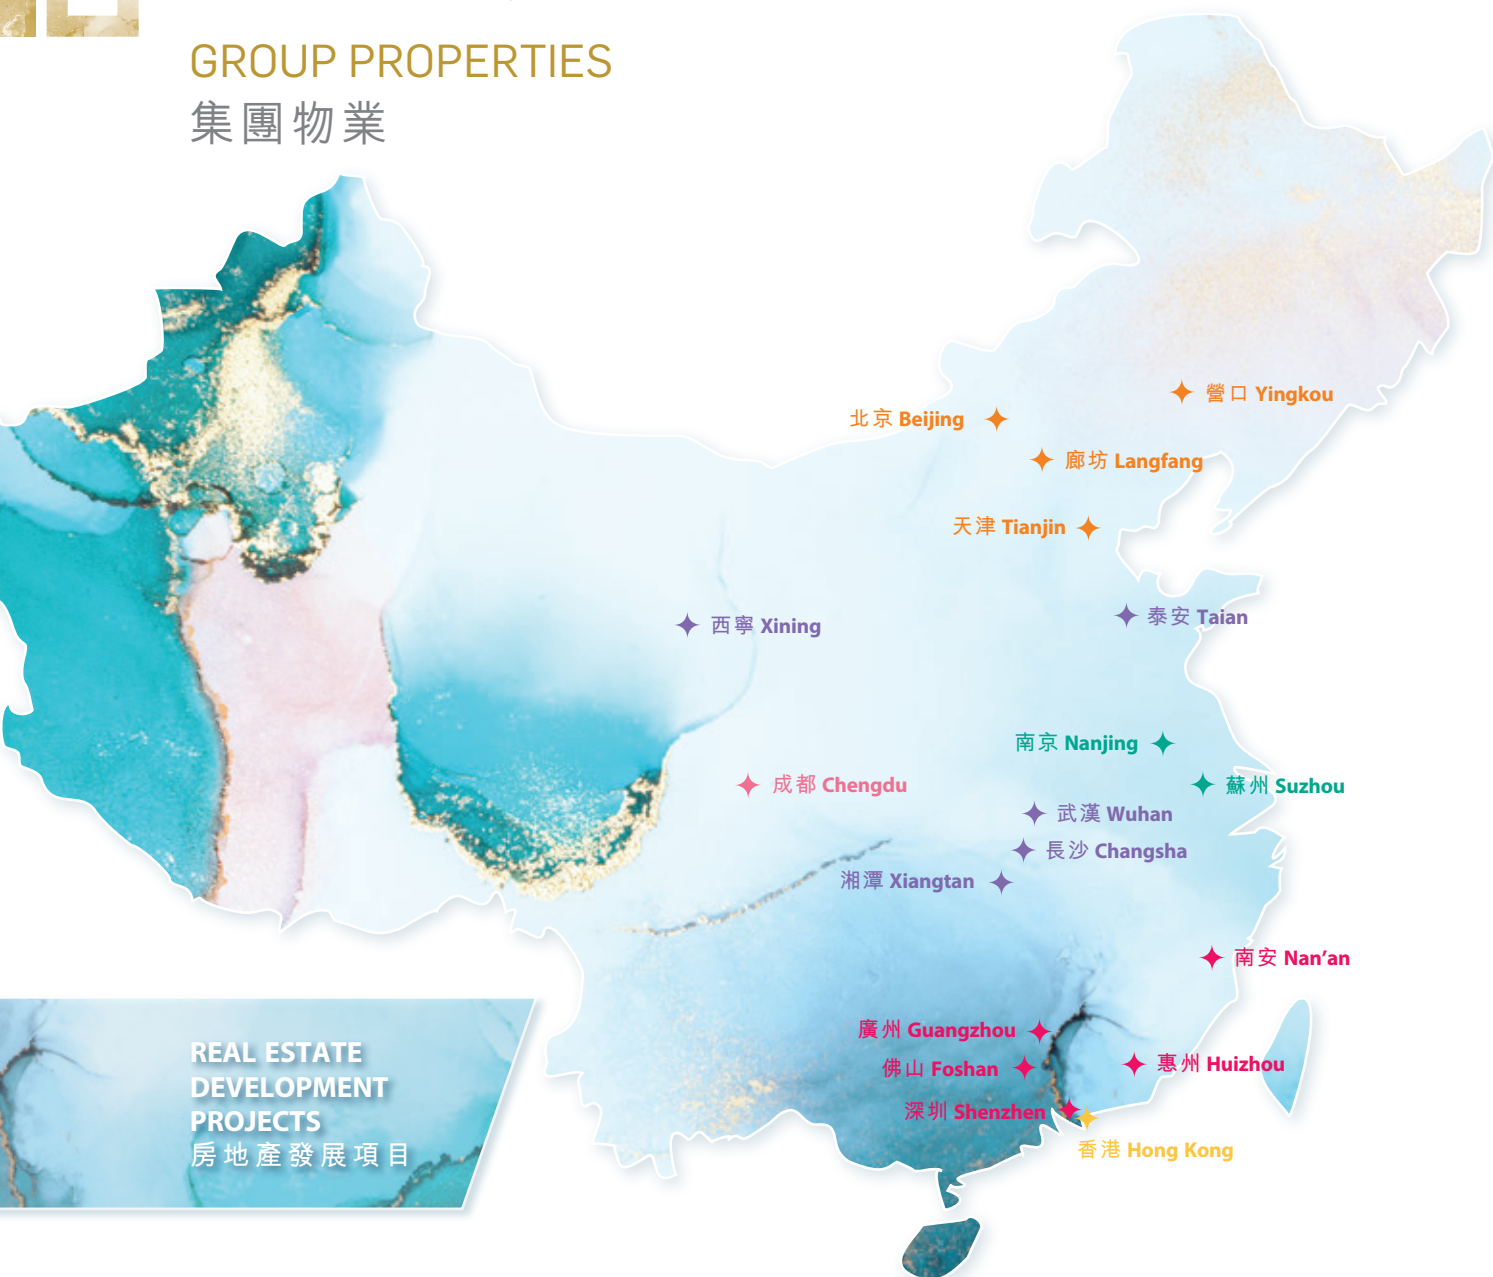 GROUP PROPERTIES
集團物業
營口 Yingkou
北京 Beijing
廊坊 Langfang
天津 Tianjin
西寧 Xining
泰安 Taian
南京 Nanjing
成都 Chengdu
蘇州 Suzhou
武漢 Wuhan
長沙 Changsha
湘潭 Xiangtan
南安 Nan’an
廣州 Guangzhou
佛山 Foshan
惠州 Huizhou
深圳 Shenzhen
香港 Hong Kong
REAL ESTATE
DEVELOPMENT
PROJECTS
房地產發展項目